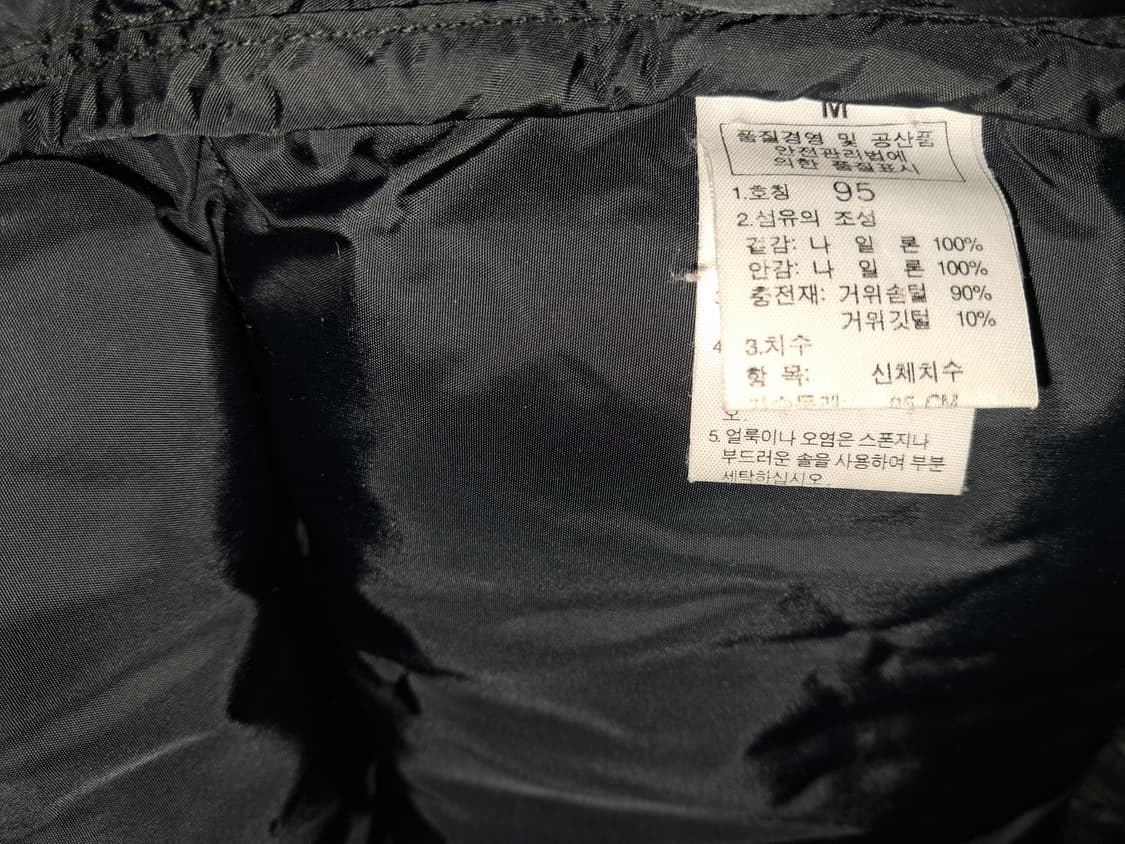 M
품질경영 및 공산품
안전관리법에
의한 품질표시
1.호칭 95
2.섬유의 조성
겉감: 나 일 론 100%
안감: 나 일 론 100%
충전재: 거위솜털 90%
거위깃털 10%
3.치수
항 목: 신체치수
95 CM
4
오.
5. 얼룩이나 오염은 스폰지나
부드러운 솔을 사용하여 부분
세탁하십시오.